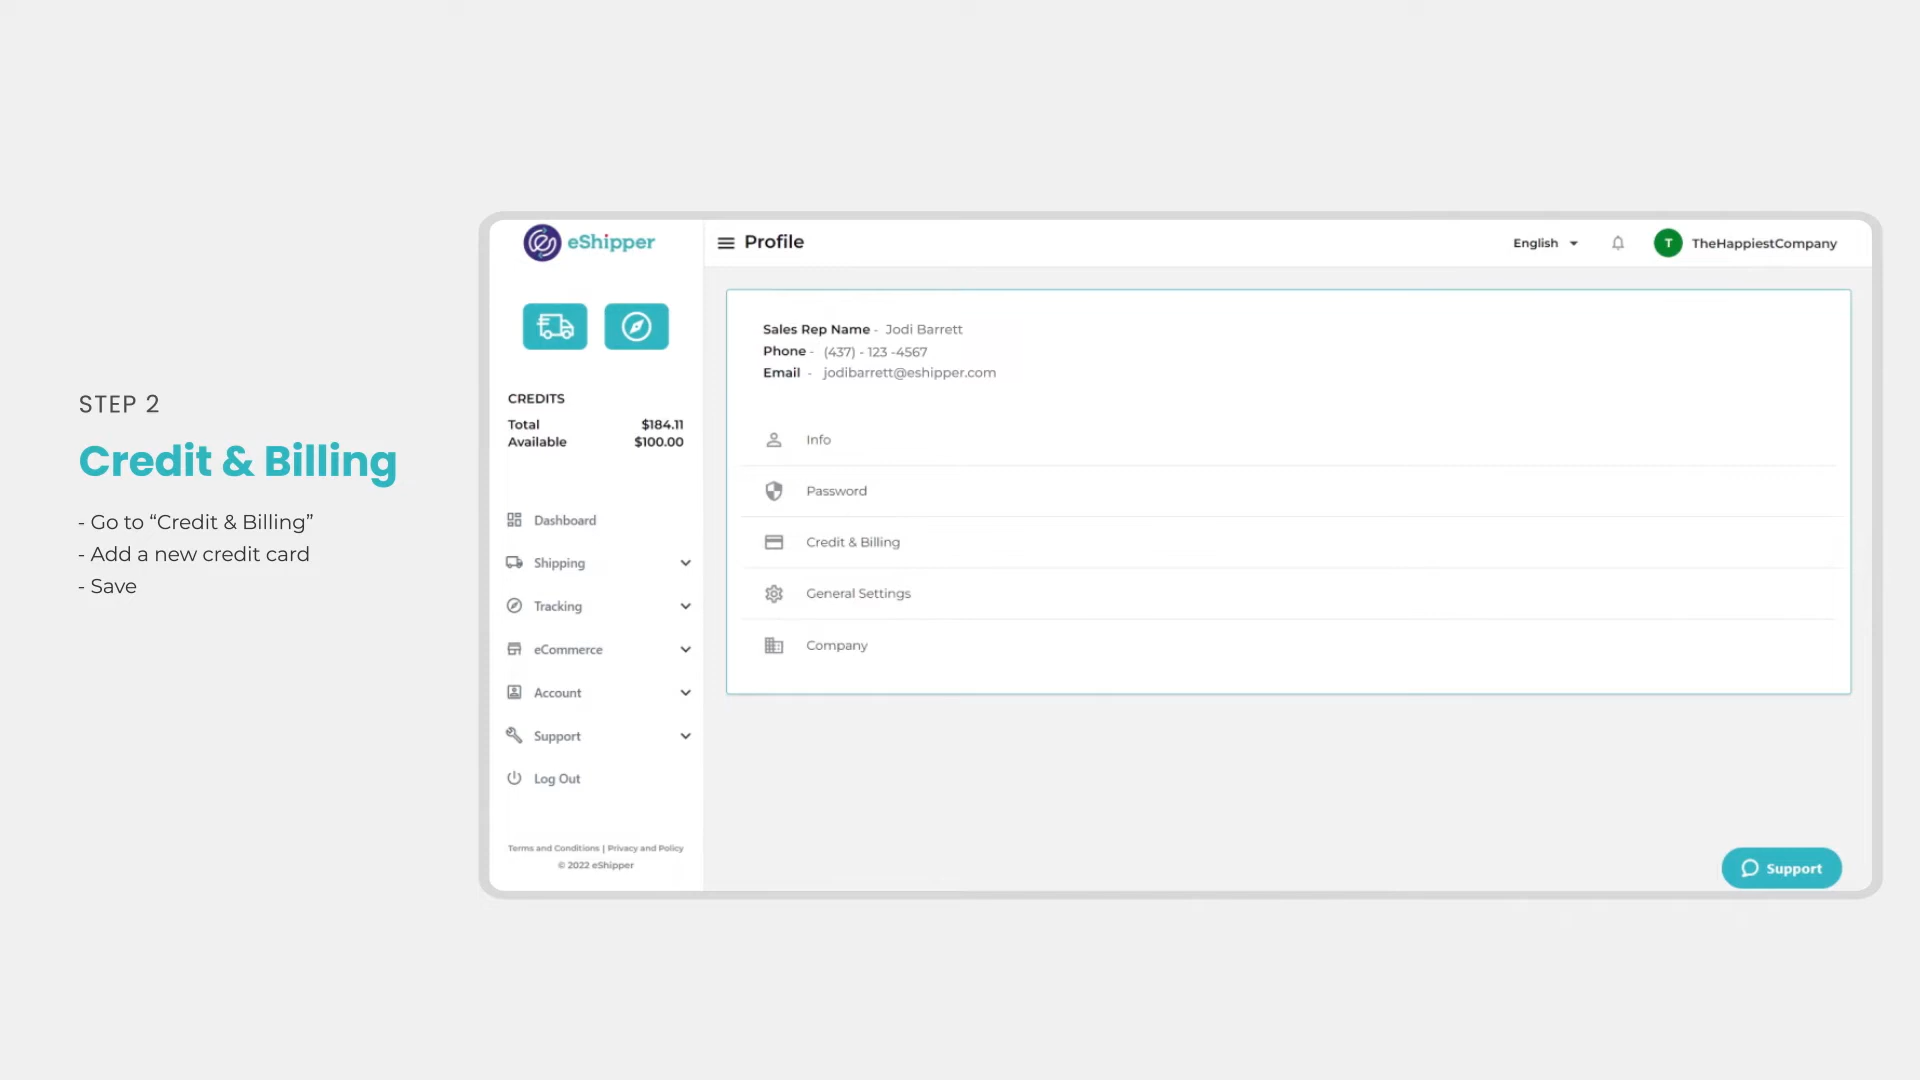 STEP 2
Credit & Billing
- Go to “Credit & Billing”
- Add a new credit card
- Save
eShipper
CREDITS
Total $184.11
Available $100.00
Dashboard
Shipping
Tracking
eCommerce
Account
Support
Log Out
Terms and Conditions | Privacy and Policy
© 2022 eShipper
Profile
English
T TheHappiestCompany
Sales Rep Name - Jodi Barrett
Phone - (437) - 123 -4567
Email - jodibarrett@eshipper.com
Info
Password
Credit & Billing
General Settings
Company
Support